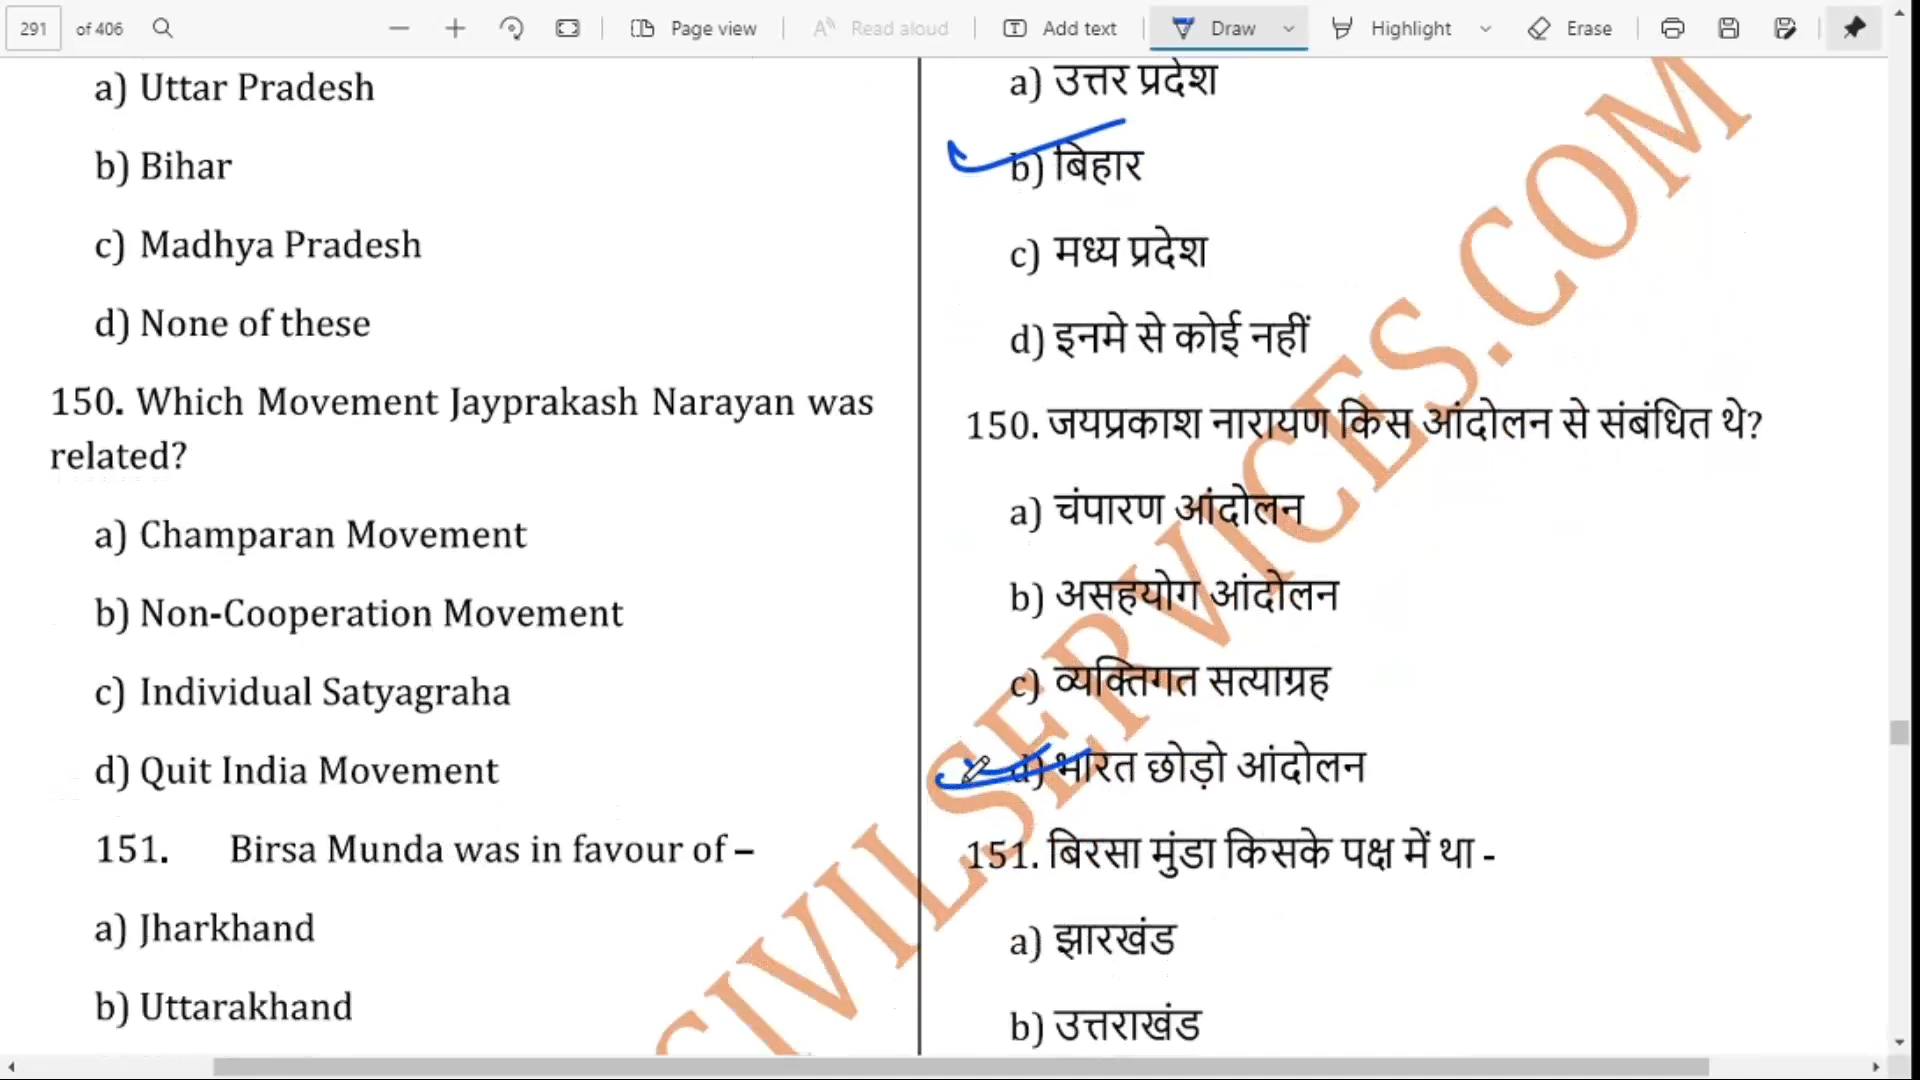 291 of 406 Page view Read aloud Add text Draw Highlight Erase
a) Uttar Pradesh
b) Bihar
c) Madhya Pradesh
d) None of these
150. Which Movement Jayprakash Narayan was
related?
a) Champaran Movement
b) Non-Cooperation Movement
c) Individual Satyagraha
d) Quit India Movement
151. Birsa Munda was in favour of –
a) Jharkhand
b) Uttarakhand
a) उत्तर प्रदेश
b) बिहार
c) मध्य प्रदेश
d) इनमे से कोई नहीं
150. जयप्रकाश नारायण किस आंदोलन से संबंधित थे?
a) चंपारण आंदोलन
b) असहयोग आंदोलन
c) व्यक्तिगत सत्याग्रह
d) भारत छोड़ो आंदोलन
151. बिरसा मुंडा किसके पक्ष में था -
a) झारखंड
b) उत्तराखंड
CIVILSERVICES.COM